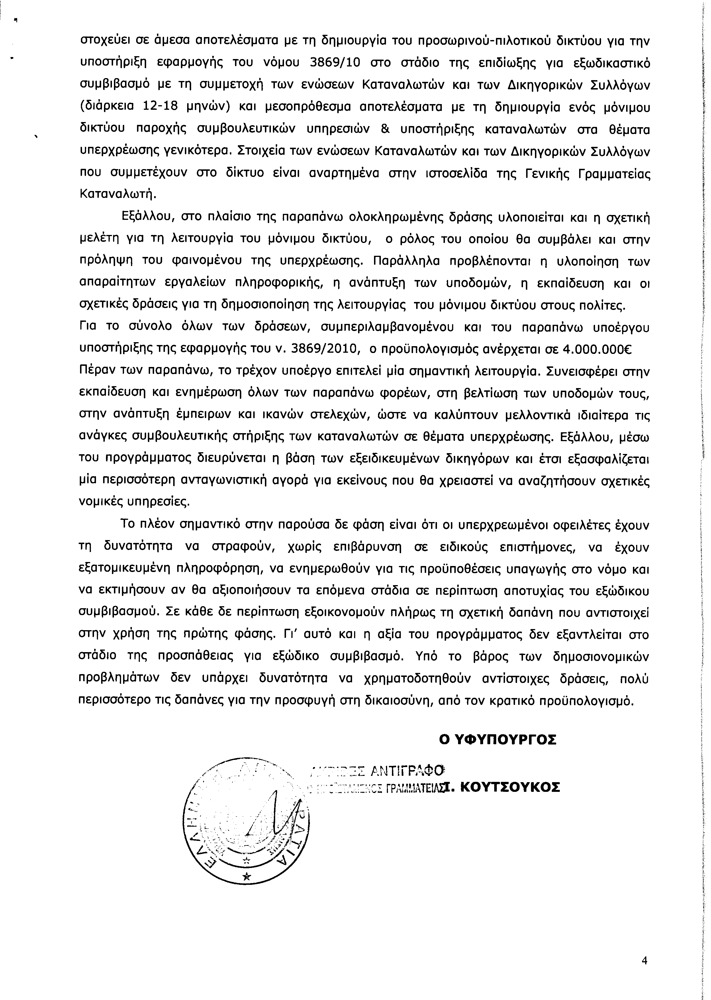 στοχεύει σε άμεσα αποτελέσματα με τη δημιουργία του προσωρινού-πιλοτικού δικτύου για την
υποστήριξη εφαρμογής του νόμου 3869/10 στο στάδιο της επιδίωξης για εξωδικαστικό
συμβιβασμό με τη συμμετοχή των ενώσεων Καταναλωτών και των Δικηγορικών Συλλόγων
(διάρκεια 12-18 μηνών) και μεσοπρόθεσμα αποτελέσματα με τη δημιουργία ενός μόνιμου
δικτύου παροχής συμβουλευτικών υπηρεσιών & υποστήριξης καταναλωτών στα θέματα
υπερχρέωσης γενικότερα. Στοιχεία των ενώσεων Καταναλωτών και των Δικηγορικών Συλλόγων
που συμμετέχουν στο δίκτυο είναι αναρτημένα στην ιστοσελίδα της Γενικής Γραμματείας
Καταναλωτή.
Εξάλλου, στο πλαίσιο της παραπάνω ολοκληρωμένης δράσης υλοποιείται και η σχετική
μελέτη για τη λειτουργία του μόνιμου δικτύου, ο ρόλος του οποίου θα συμβάλει και στην
πρόληψη του φαινομένου της υπερχρέωσης. Παράλληλα προβλέπονται η υλοποίηση των
απαραίτητων εργαλείων πληροφορικής, η ανάπτυξη των υποδομών, η εκπαίδευση και οι
σχετικές δράσεις για τη δημοσιοποίηση της λειτουργίας του μόνιμου δικτύου στους πολίτες.
Για το σύνολο όλων των δράσεων, συμπεριλαμβανομένου και του παραπάνω υποέργου
υποστήριξης της εφαρμογής του ν. 3869/2010, ο προϋπολογισμός ανέρχεται σε 4.000.000€
Πέραν των παραπάνω, το τρέχον υποέργο επιτελεί μία σημαντική λειτουργία. Συνεισφέρει στην
εκπαίδευση και ενημέρωση όλων των παραπάνω φορέων, στη βελτίωση των υποδομών τους,
στην ανάπτυξη έμπειρων και ικανών στελεχών, ώστε να καλύπτουν μελλοντικά ιδιαίτερα τις
ανάγκες συμβουλευτικής στήριξης των καταναλωτών σε θέματα υπερχρέωσης. Εξάλλου, μέσω
του προγράμματος διευρύνεται η βάση των εξειδικευμένων δικηγόρων και έτσι εξασφαλίζεται
μία περισσότερη ανταγωνιστική αγορά για εκείνους που θα χρειαστεί να αναζητήσουν σχετικές
νομικές υπηρεσίες.
Το πλέον σημαντικό στην παρούσα δε φάση είναι ότι οι υπερχρεωμένοι οφειλέτες έχουν
τη δυνατότητα να στραφούν, χωρίς επιβάρυνση σε ειδικούς επιστήμονες, να έχουν
εξατομικευμένη πληροφόρηση, να ενημερωθούν για τις προϋποθέσεις υπαγωγής στο νόμο και
να εκτιμήσουν αν θα αξιοποιήσουν τα επόμενα στάδια σε περίπτωση αποτυχίας του εξώδικου
συμβιβασμού. Σε κάθε δε περίπτωση εξοικονομούν πλήρως τη σχετική δαπάνη που αντιστοιχεί
στην χρήση της πρώτης φάσης. Γι' αυτό και η αξία του προγράμματος δεν εξαντλείται στο
στάδιο της προσπάθειας για εξώδικο συμβιβασμό. Υπό το βάρος των δημοσιονομικών
προβλημάτων δεν υπάρχει δυνατότητα να χρηματοδοτηθούν αντίστοιχες δράσεις, πολύ
περισσότερο τις δαπάνες για την προσφυγή στη δικαιοσύνη, από τον κρατικό προϋπολογισμό.
Ο ΥΦΥΠΟΥΡΓΟΣ
ΑΝΤΙΓΡΑΦΟ
ΓΡΑΜΜΑΤΕΙΑΣ
Ι. ΚΟΥΤΣΟΥΚΟΣ
4